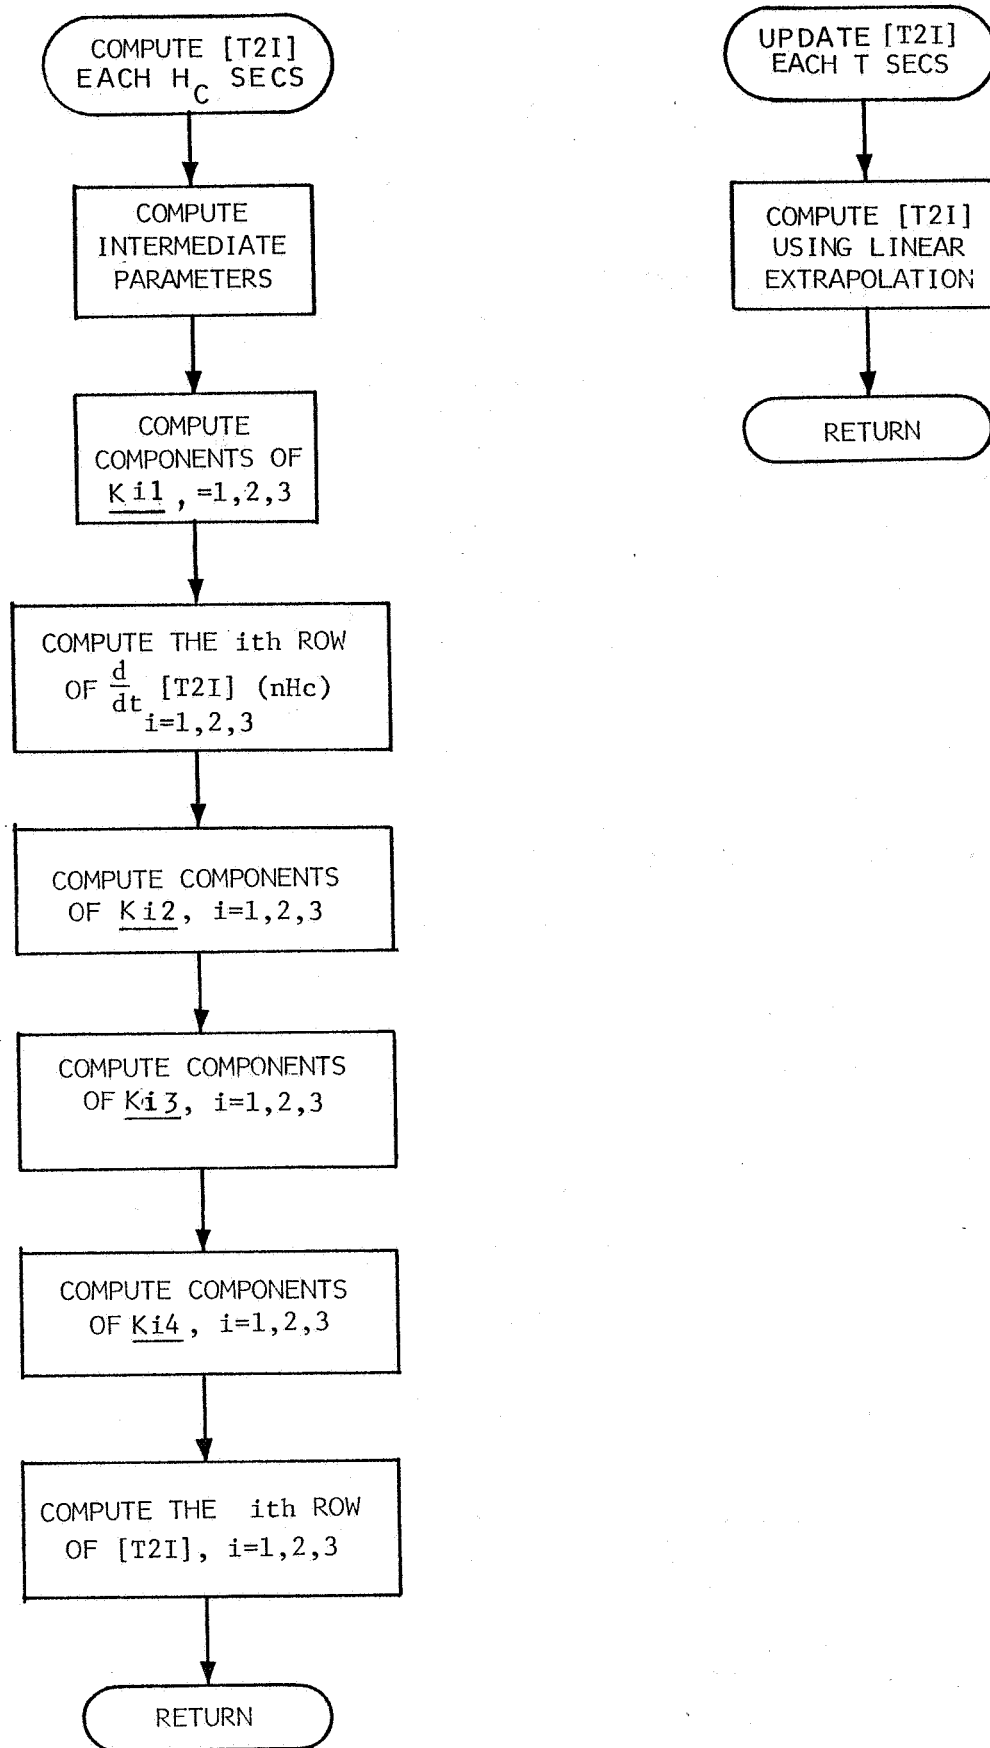 COMPUTE [T2I]
EACH H_C SECS
COMPUTE
INTERMEDIATE
PARAMETERS
COMPUTE
COMPONENTS OF
Ki1 , =1,2,3
COMPUTE THE ith ROW
OF d/dt [T2I] (nHc)
i=1,2,3
COMPUTE COMPONENTS
OF Ki2, i=1,2,3
COMPUTE COMPONENTS
OF Ki3, i=1,2,3
COMPUTE COMPONENTS
OF Ki4 , i=1,2,3
COMPUTE THE ith ROW
OF [T2I], i=1,2,3
RETURN
UPDATE [T2I]
EACH T SECS
COMPUTE [T2I]
USING LINEAR
EXTRAPOLATION
RETURN